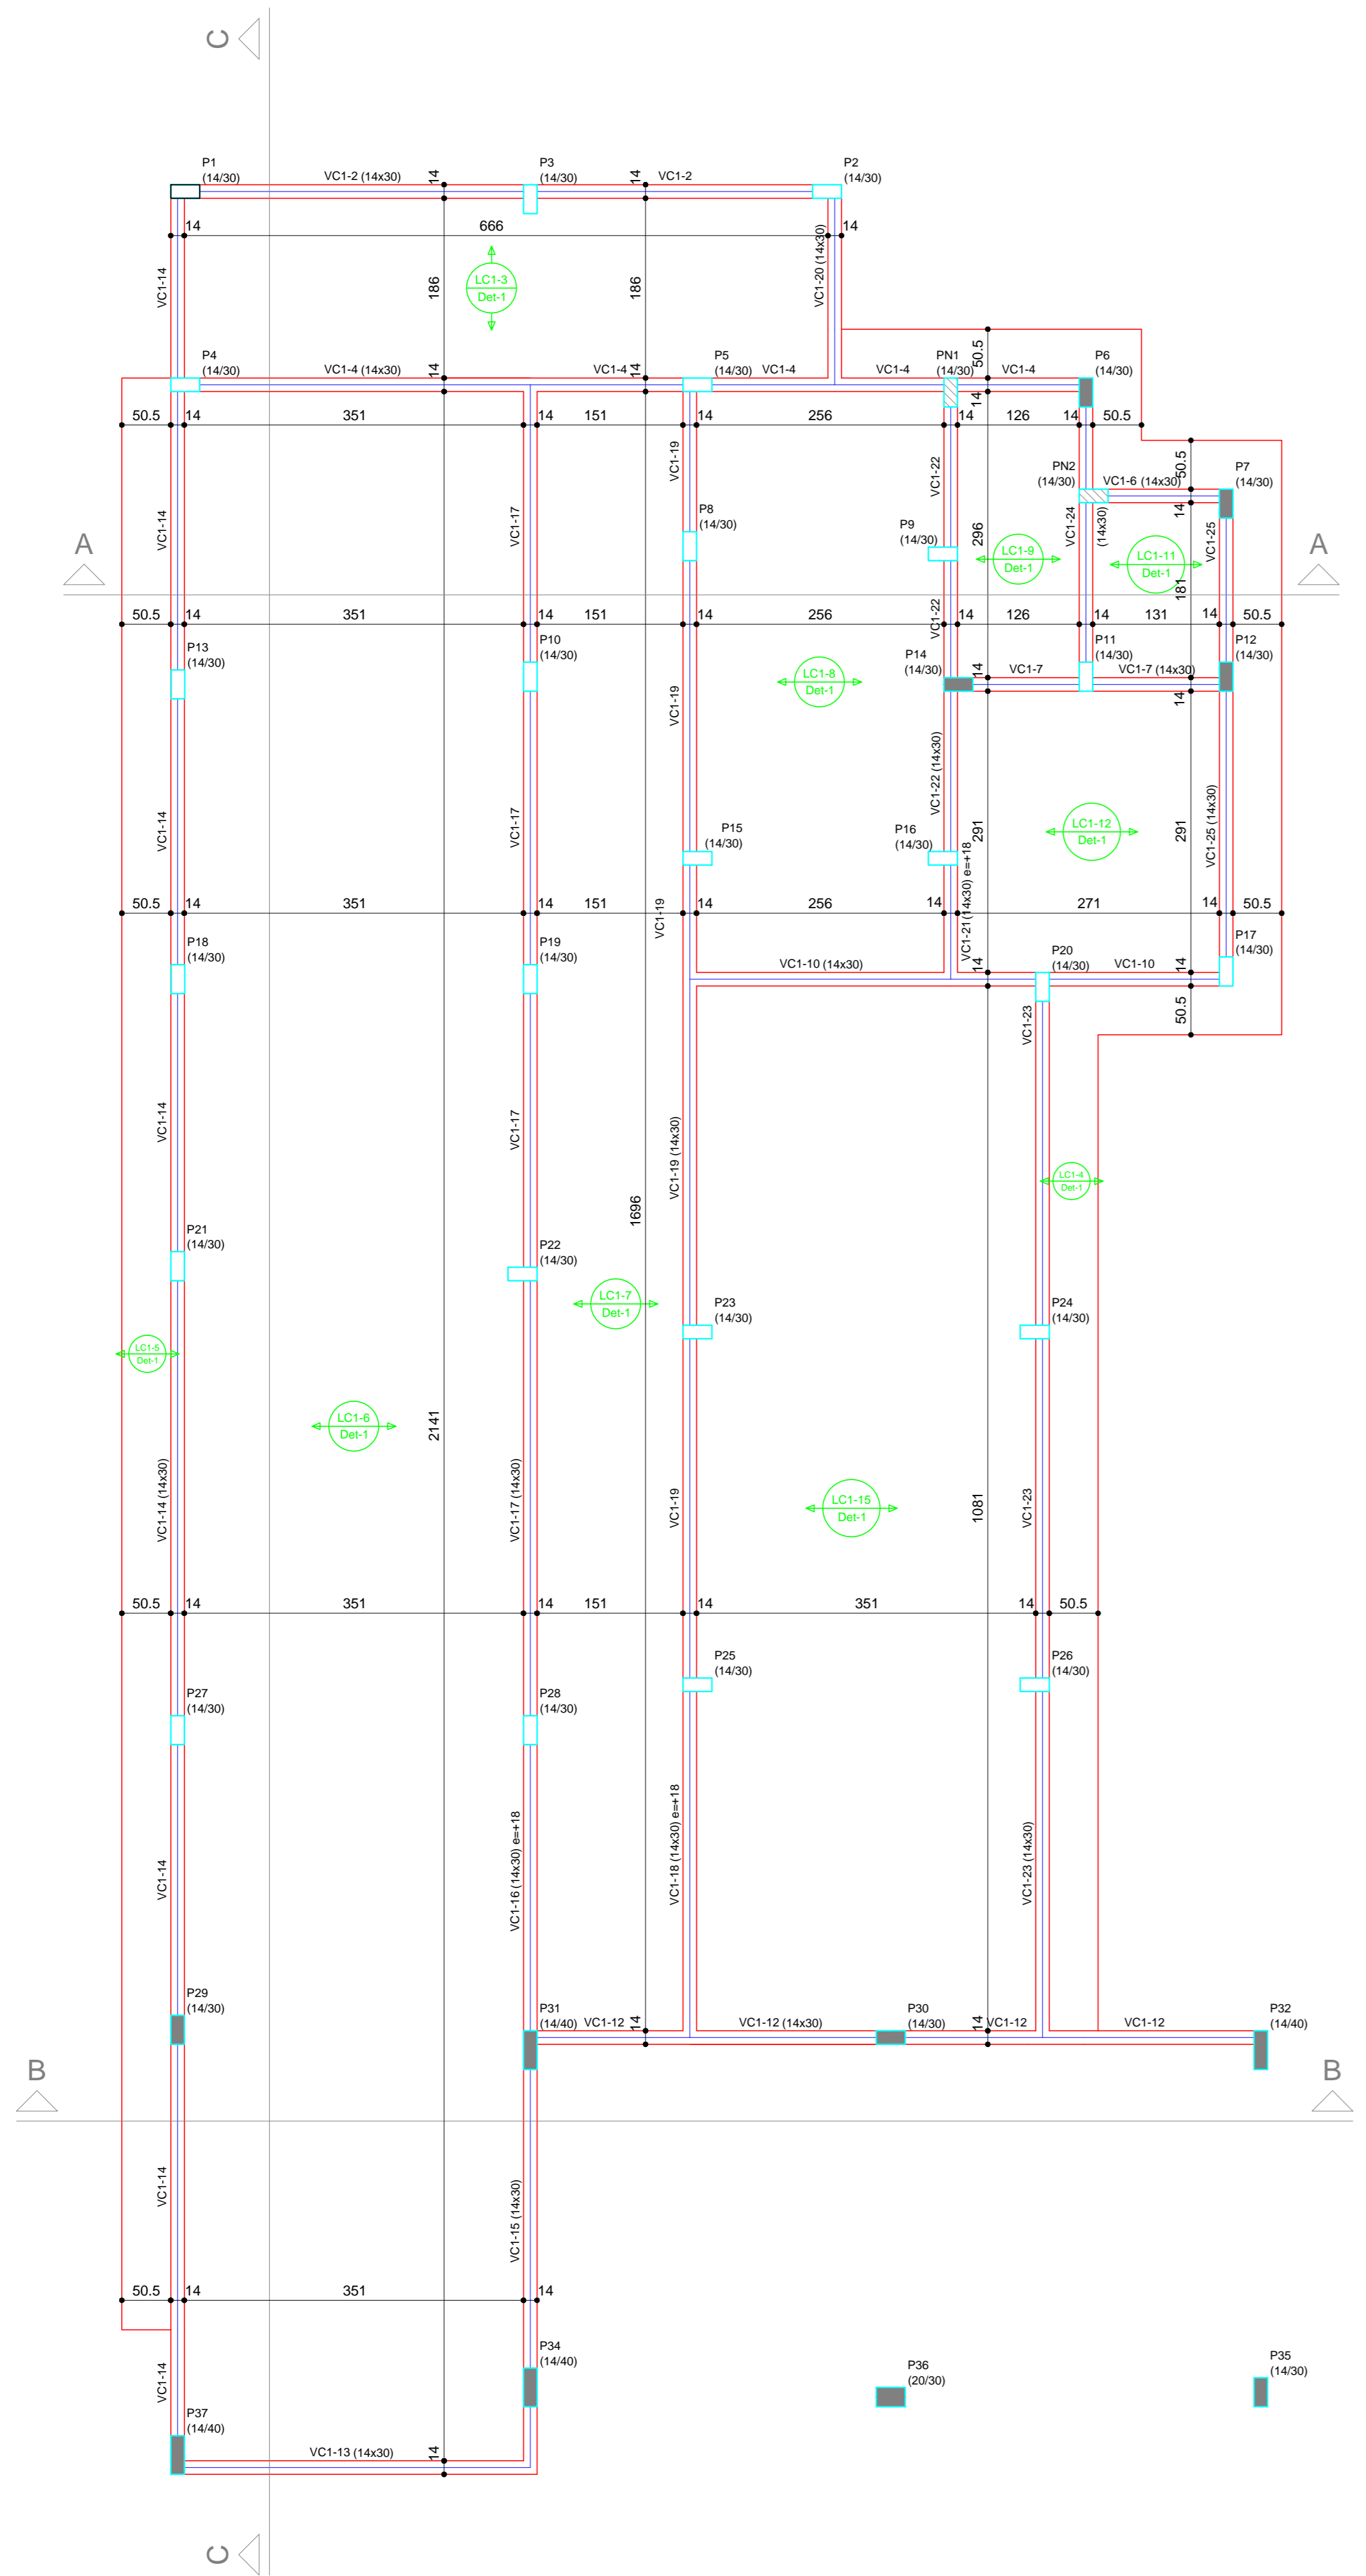 C
P1
(14/30)
VC1-2 (14x30)
14
P3
(14/30)
14
VC1-2
P2
(14/30)
14
666
14
VC1-14
186
LC1-3
Det-1
186
VC1-20 (14x30)
P4
(14/30)
VC1-4 (14x30)
14
VC1-4
14
P5
(14/30)
VC1-4
VC1-4
PN1
(14/30)
50.5
VC1-4
P6
(14/30)
14
50.5
14
351
14
151
14
256
14
126
14
50.5
VC1-19
VC1-22
PN2
(14/30)
VC1-6 (14x30)
50.5
P7
(14/30)
14
VC1-14
VC1-17
P8
(14/30)
P9
(14/30)
296
VC1-24
(14x30)
VC1-25
LC1-9
Det-1
LC1-11
Det-1
181
A
A
VC1-22
50.5
14
351
14
151
14
256
14
126
14
131
14
50.5
P13
(14/30)
P10
(14/30)
P14
(14/30)
14
VC1-7
P11
(14/30)
VC1-7 (14x30)
P12
(14/30)
14
LC1-8
Det-1
VC1-19
VC1-14
VC1-17
VC1-22 (14x30)
291
LC1-12
Det-1
291
VC1-25 (14x30)
P15
(14/30)
P16
(14/30)
VC1-19
VC1-21 (14x30) e=+18
50.5
14
351
14
151
14
256
14
271
14
50.5
P18
(14/30)
P19
(14/30)
VC1-10 (14x30)
14
P20
(14/30)
VC1-10
14
P17
(14/30)
50.5
VC1-23
VC1-14
VC1-17
VC1-19 (14x30)
LC1-4
Det-1
1696
P21
(14/30)
P22
(14/30)
LC1-7
Det-1
P23
(14/30)
P24
(14/30)
LC1-5
Det-1
LC1-6
Det-1
2141
LC1-15
Det-1
1081
VC1-14 (14x30)
VC1-17 (14x30)
VC1-19
VC1-23
50.5
14
351
14
151
14
351
14
50.5
P25
(14/30)
P26
(14/30)
P27
(14/30)
P28
(14/30)
VC1-14
VC1-16 (14x30) e=+18
VC1-18 (14x30) e=+18
VC1-23 (14x30)
P29
(14/30)
P31
(14/40)
VC1-12
14
VC1-12 (14x30)
P30
(14/30)
14
VC1-12
VC1-12
P32
(14/40)
B
B
VC1-14
VC1-15 (14x30)
50.5
14
351
14
VC1-14
P34
(14/40)
P36
(20/30)
P35
(14/30)
P37
(14/40)
VC1-13 (14x30)
14
C